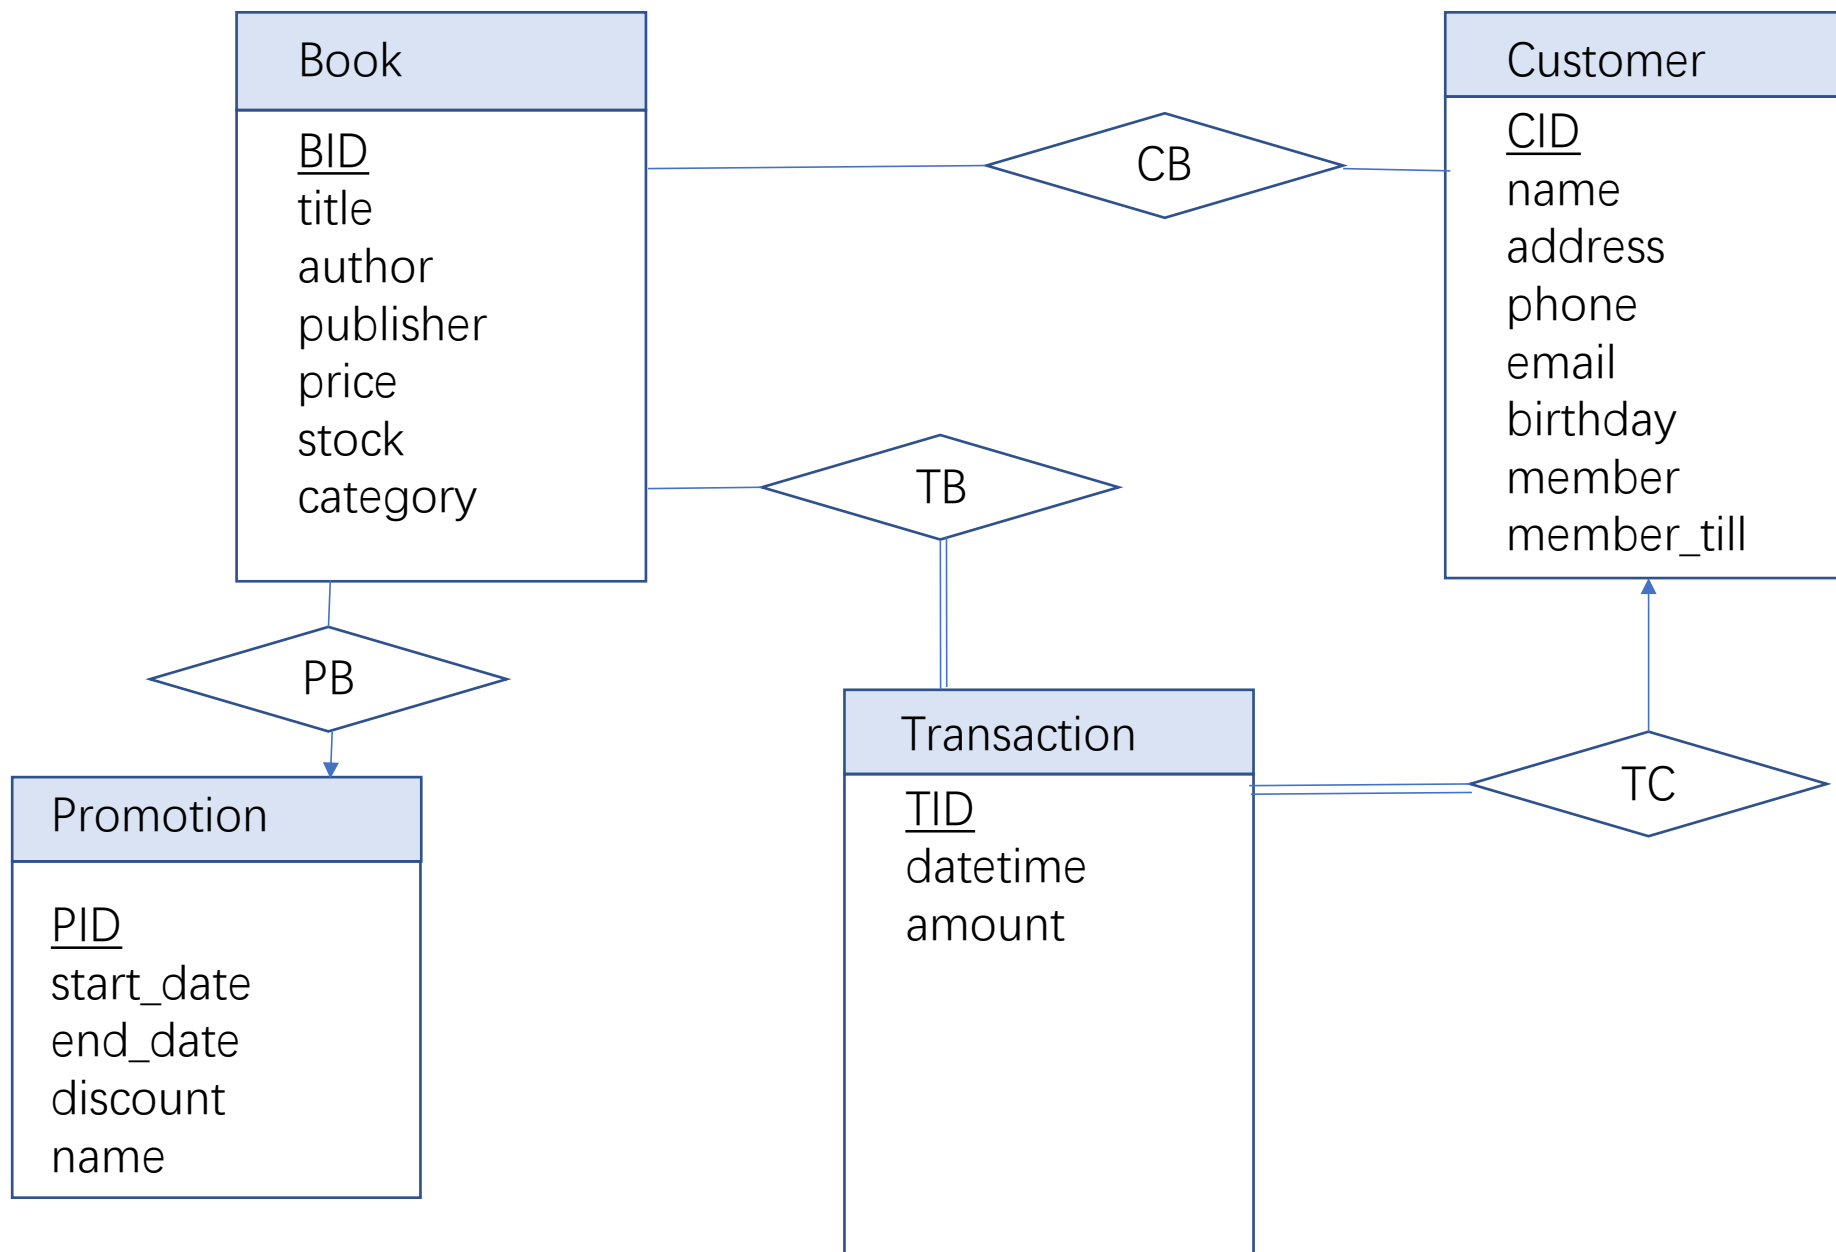 Book
BID
title
author
publisher
price
stock
category
CB
Customer
CID
name
address
phone
email
birthday
member
member_till
TB
PB
Promotion
PID
start_date
end_date
discount
name
Transaction
TID
datetime
amount
TC